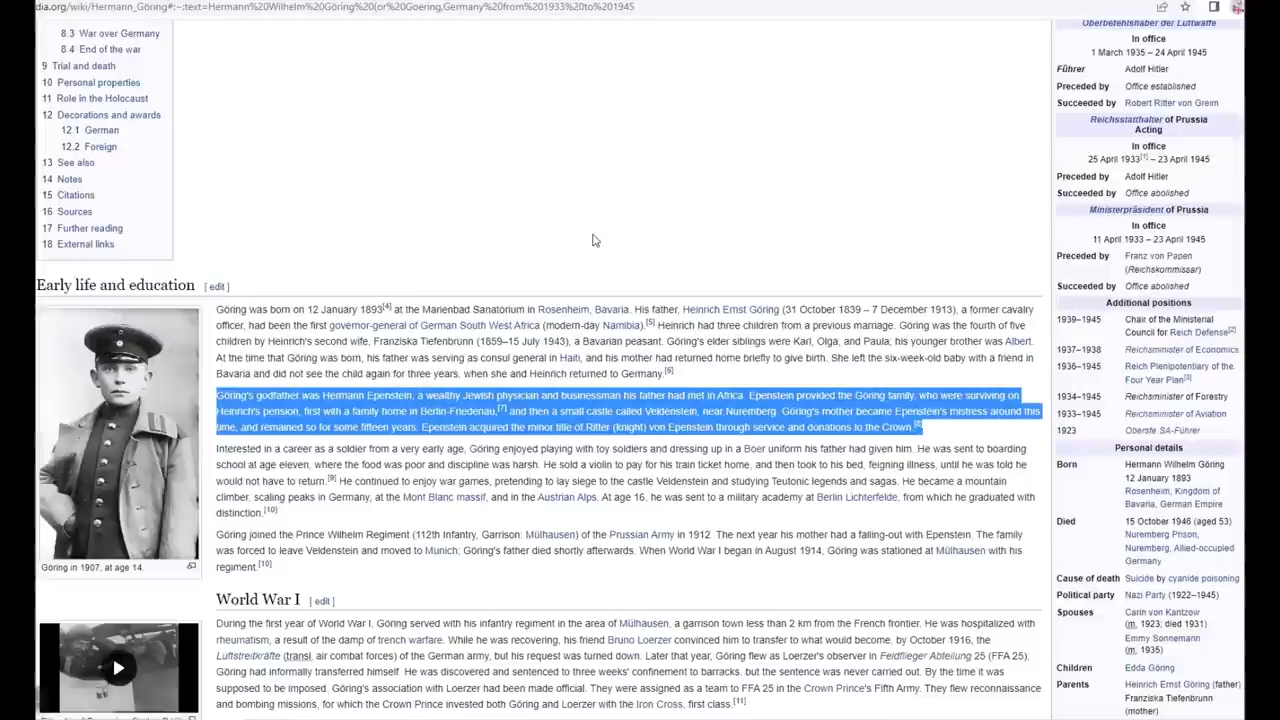 dia.org/wiki/Hermann_Göring#:~:text=Hermann%20Wilhelm%20Göring%20(or%20Goering,Germany%20from%201933%20to%201945
8.3 War over Germany
8.4 End of the war
9 Trial and death
10 Personal properties
11 Role in the Holocaust
12 Decorations and awards
12.1 German
12.2 Foreign
13 See also
14 Notes
15 Citations
16 Sources
17 Further reading
18 External links
Early life and education [ edit ]
Göring was born on 12 January 1893[4] at the Marienbad Sanatorium in Rosenheim, Bavaria. His father, Heinrich Ernst Göring (31 October 1839 – 7 December 1913), a former cavalry
officer, had been the first governor-general of German South West Africa (modern-day Namibia).[5] Heinrich had three children from a previous marriage. Göring was the fourth of five
children by Heinrich's second wife, Franziska Tiefenbrunn (1859–15 July 1943), a Bavarian peasant. Göring's elder siblings were Karl, Olga, and Paula; his younger brother was Albert.
At the time that Göring was born, his father was serving as consul general in Haiti, and his mother had returned home briefly to give birth. She left the six-week-old baby with a friend in
Bavaria and did not see the child again for three years, when she and Heinrich returned to Germany.[6]
Göring's godfather was Hermann Epenstein, a wealthy Jewish physician and businessman his father had met in Africa. Epenstein provided the Göring family, who were surviving on
Heinrich's pension, first with a family home in Berlin-Friedenau,[7] and then a small castle called Veldenstein, near Nuremberg. Göring's mother became Epenstein's mistress around this
time, and remained so for some fifteen years. Epenstein acquired the minor title of Ritter (knight) von Epenstein through service and donations to the Crown.[8]
Interested in a career as a soldier from a very early age, Göring enjoyed playing with toy soldiers and dressing up in a Boer uniform his father had given him. He was sent to boarding
school at age eleven, where the food was poor and discipline was harsh. He sold a violin to pay for his train ticket home, and then took to his bed, feigning illness, until he was told he
would not have to return.[9] He continued to enjoy war games, pretending to lay siege to the castle Veldenstein and studying Teutonic legends and sagas. He became a mountain
climber, scaling peaks in Germany, at the Mont Blanc massif, and in the Austrian Alps. At age 16, he was sent to a military academy at Berlin Lichterfelde, from which he graduated with
distinction.[10]
Göring joined the Prince Wilhelm Regiment (112th Infantry, Garrison: Mülhausen) of the Prussian Army in 1912. The next year his mother had a falling-out with Epenstein. The family
was forced to leave Veldenstein and moved to Munich; Göring's father died shortly afterwards. When World War I began in August 1914, Göring was stationed at Mülhausen with his
regiment.[10]
Göring in 1907, at age 14.
World War I [ edit ]
During the first year of World War I, Göring served with his infantry regiment in the area of Mülhausen, a garrison town less than 2 km from the French frontier. He was hospitalized with
rheumatism, a result of the damp of trench warfare. While he was recovering, his friend Bruno Loerzer convinced him to transfer to what would become, by October 1916, the
Luftstreitkräfte (transl. air combat forces) of the German army, but his request was turned down. Later that year, Göring flew as Loerzer's observer in Feldflieger Abteilung 25 (FFA 25);
Göring had informally transferred himself. He was discovered and sentenced to three weeks' confinement to barracks, but the sentence was never carried out. By the time it was
supposed to be imposed, Göring's association with Loerzer had been made official. They were assigned as a team to FFA 25 in the Crown Prince's Fifth Army. They flew reconnaissance
and bombing missions, for which the Crown Prince invested both Göring and Loerzer with the Iron Cross, first class.[11]
Oberbefehlshaber der Luftwaffe
In office
1 March 1935 – 24 April 1945
Führer Adolf Hitler
Preceded by Office established
Succeeded by Robert Ritter von Greim
Reichsstatthalter of Prussia
Acting
In office
25 April 1933[1] – 23 April 1945
Preceded by Adolf Hitler
Succeeded by Office abolished
Ministerpräsident of Prussia
In office
11 April 1933 – 23 April 1945
Preceded by Franz von Papen
(Reichskommissar)
Succeeded by Office abolished
Additional positions
1939–1945 Chair of the Ministerial
Council for Reich Defense[2]
1937–1938 Reichsminister of Economics
1936–1945 Reich Plenipotentiary of the
Four Year Plan[3]
1934–1945 Reichsminister of Forestry
1933–1945 Reichsminister of Aviation
1923 Oberste SA-Führer
Personal details
Born Hermann Wilhelm Göring
12 January 1893
Rosenheim, Kingdom of
Bavaria, German Empire
Died 15 October 1946 (aged 53)
Nuremberg Prison,
Nuremberg, Allied-occupied
Germany
Cause of death Suicide by cyanide poisoning
Political party Nazi Party (1922–1945)
Spouses Carin von Kantzow
(m. 1923; died 1931)
Emmy Sonnemann
(m. 1935)
Children Edda Göring
Parents Heinrich Ernst Göring (father)
Franziska Tiefenbrunn
(mother)